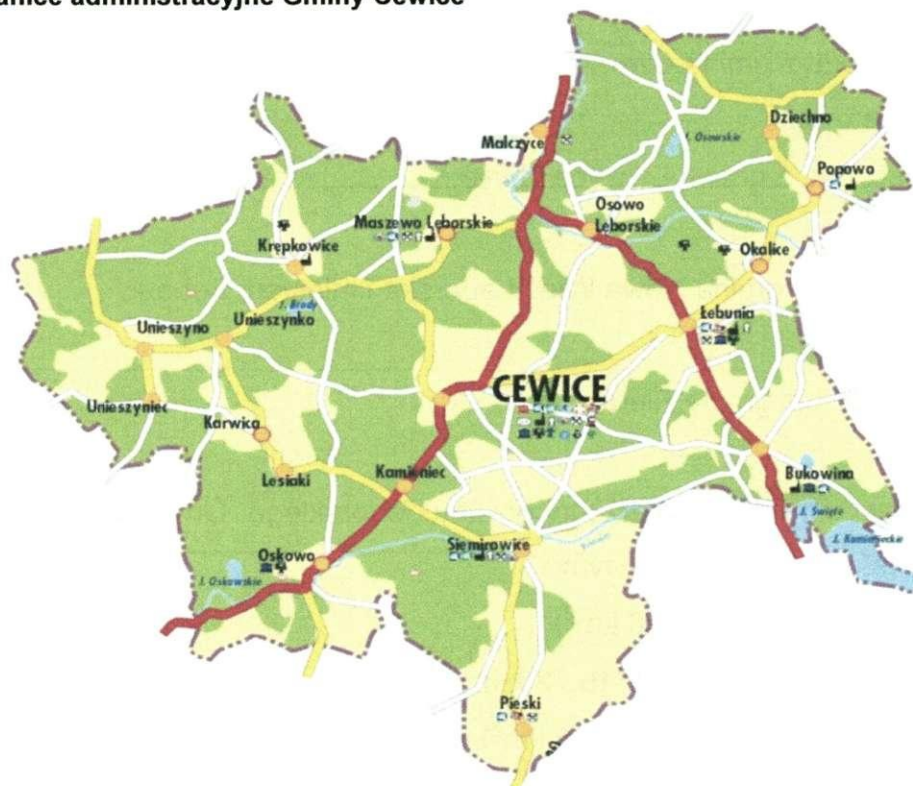 Granice administracyjne Gminy Cewice
Dziechno
Malczyce
J. Osowskie
Popowo
Osowo
Lęborskie
Maszewo Lęborskie
Krępkowice
Okalice
J. Brody
Unieszyno
Unieszynko
Łebunia
CEWICE
Unieszyniec
Karwica
Lesiaki
Kamieniec
Bukowina
J. Święte
J. Kamienieckie
Siemirowice
Oskowo
J. Oskowskie
Pieski